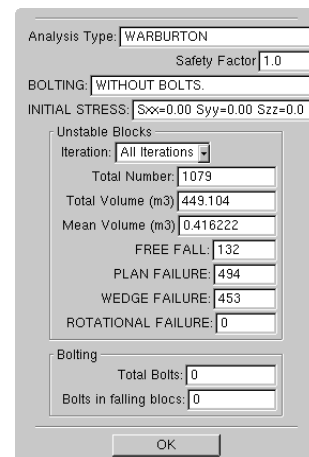 Analysis Type: WARBURTON
Safety Factor 1.0
BOLTING: WITHOUT BOLTS.
INITIAL STRESS: Sxx=0.00 Syy=0.00 Szz=0.0
Unstable Blocks
Iteration: All Iterations
Total Number: 1079
Total Volume (m3) 449.104
Mean Volume (m3) 0.416222
FREE FALL: 132
PLAN FAILURE: 494
WEDGE FAILURE: 453
ROTATIONAL FAILURE: 0
Bolting
Total Bolts: 0
Bolts in falling blocs: 0
OK